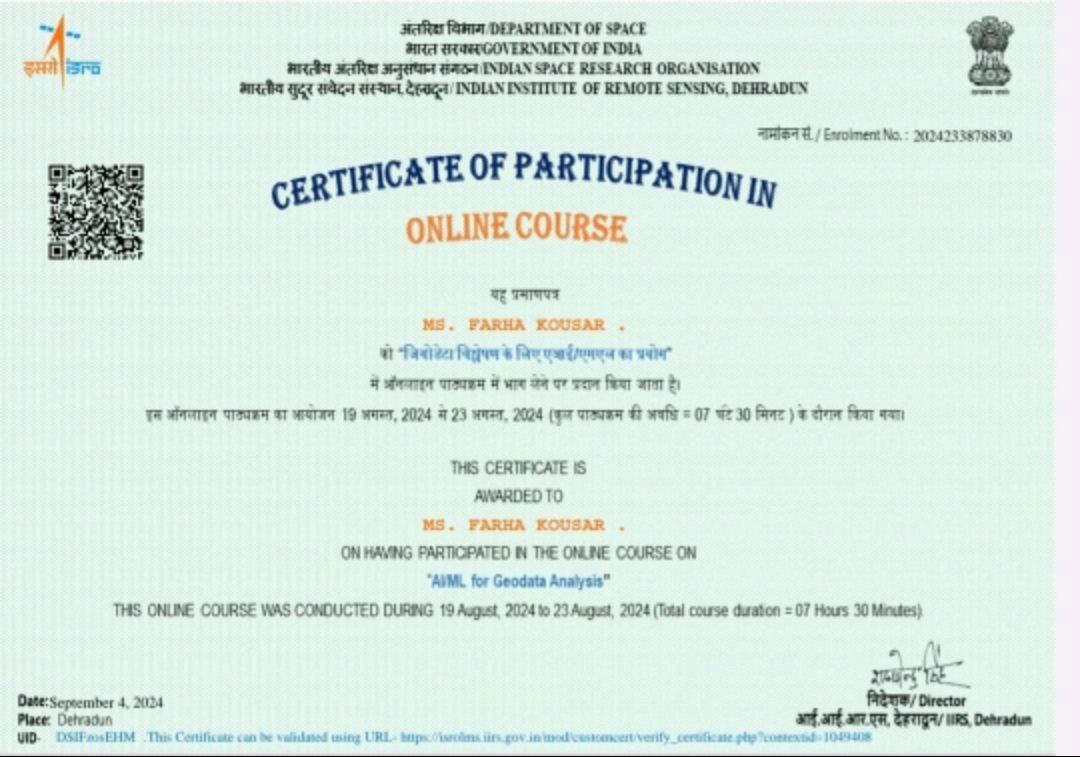 इसरो isro
अंतरिक्ष विभाग/DEPARTMENT OF SPACE
भारत सरकार/GOVERNMENT OF INDIA
भारतीय अंतरिक्ष अनुसंधान संगठन/INDIAN SPACE RESEARCH ORGANISATION
भारतीय सुदूर संवेदन संस्थान, देहरादून/ INDIAN INSTITUTE OF REMOTE SENSING, DEHRADUN
नामांकन सं./ Enrolment No. : 2024233878830
CERTIFICATE OF PARTICIPATION IN
ONLINE COURSE
यह प्रमाणपत्र
MS. FARHA KOUSAR .
को "जियोडेटा विश्लेषण के लिए एआई/एमएल का प्रयोग"
में ऑनलाइन पाठ्यक्रम में भाग लेने पर प्रदान किया जाता है।
इस ऑनलाइन पाठ्यक्रम का आयोजन 19 अगस्त, 2024 से 23 अगस्त, 2024 (कुल पाठ्यक्रम की अवधि = 07 घंटे 30 मिनट ) के दौरान किया गया।
THIS CERTIFICATE IS
AWARDED TO
MS. FARHA KOUSAR .
ON HAVING PARTICIPATED IN THE ONLINE COURSE ON
"AI/ML for Geodata Analysis"
THIS ONLINE COURSE WAS CONDUCTED DURING 19 August, 2024 to 23 August, 2024 (Total course duration = 07 Hours 30 Minutes).
निदेशक/ Director
आई.आई.आर.एस, देहरादून/ IIRS, Dehradun
Date:September 4, 2024
Place: Dehradun
UID- DSIFzosEHM .This Certificate can be validated using URL- https://isrolms.iirs.gov.in/mod/customcert/verify_certificate.php?contextid=1049408